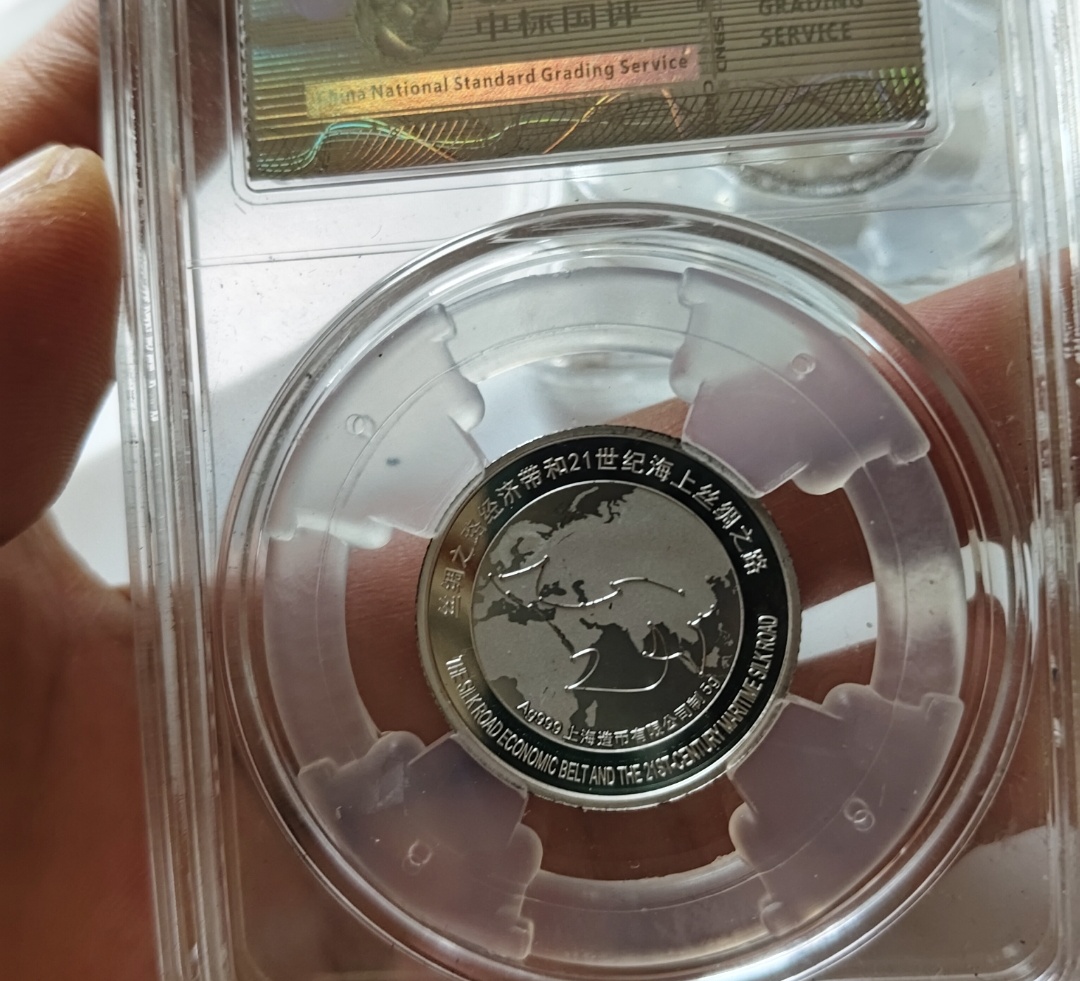 中标国评
GRADING
SERVICE
China National Standard Grading Service
丝绸之路经济带和21世纪海上丝绸之路
Ag999 上海造币有限公司制 5g
THE SILK ROAD ECONOMIC BELT AND THE 21ST-CENTURY MARITIME SILK ROAD